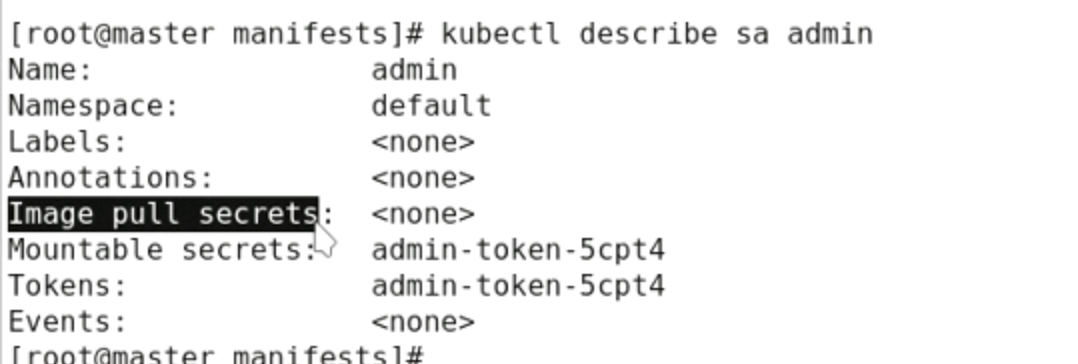 [root@master manifests]# kubectl describe sa admin
Name:                admin
Namespace:           default
Labels:              <none>
Annotations:         <none>
Image pull secrets:  <none>
Mountable secrets:   admin-token-5cpt4
Tokens:              admin-token-5cpt4
Events:              <none>
[root@master manifests]#